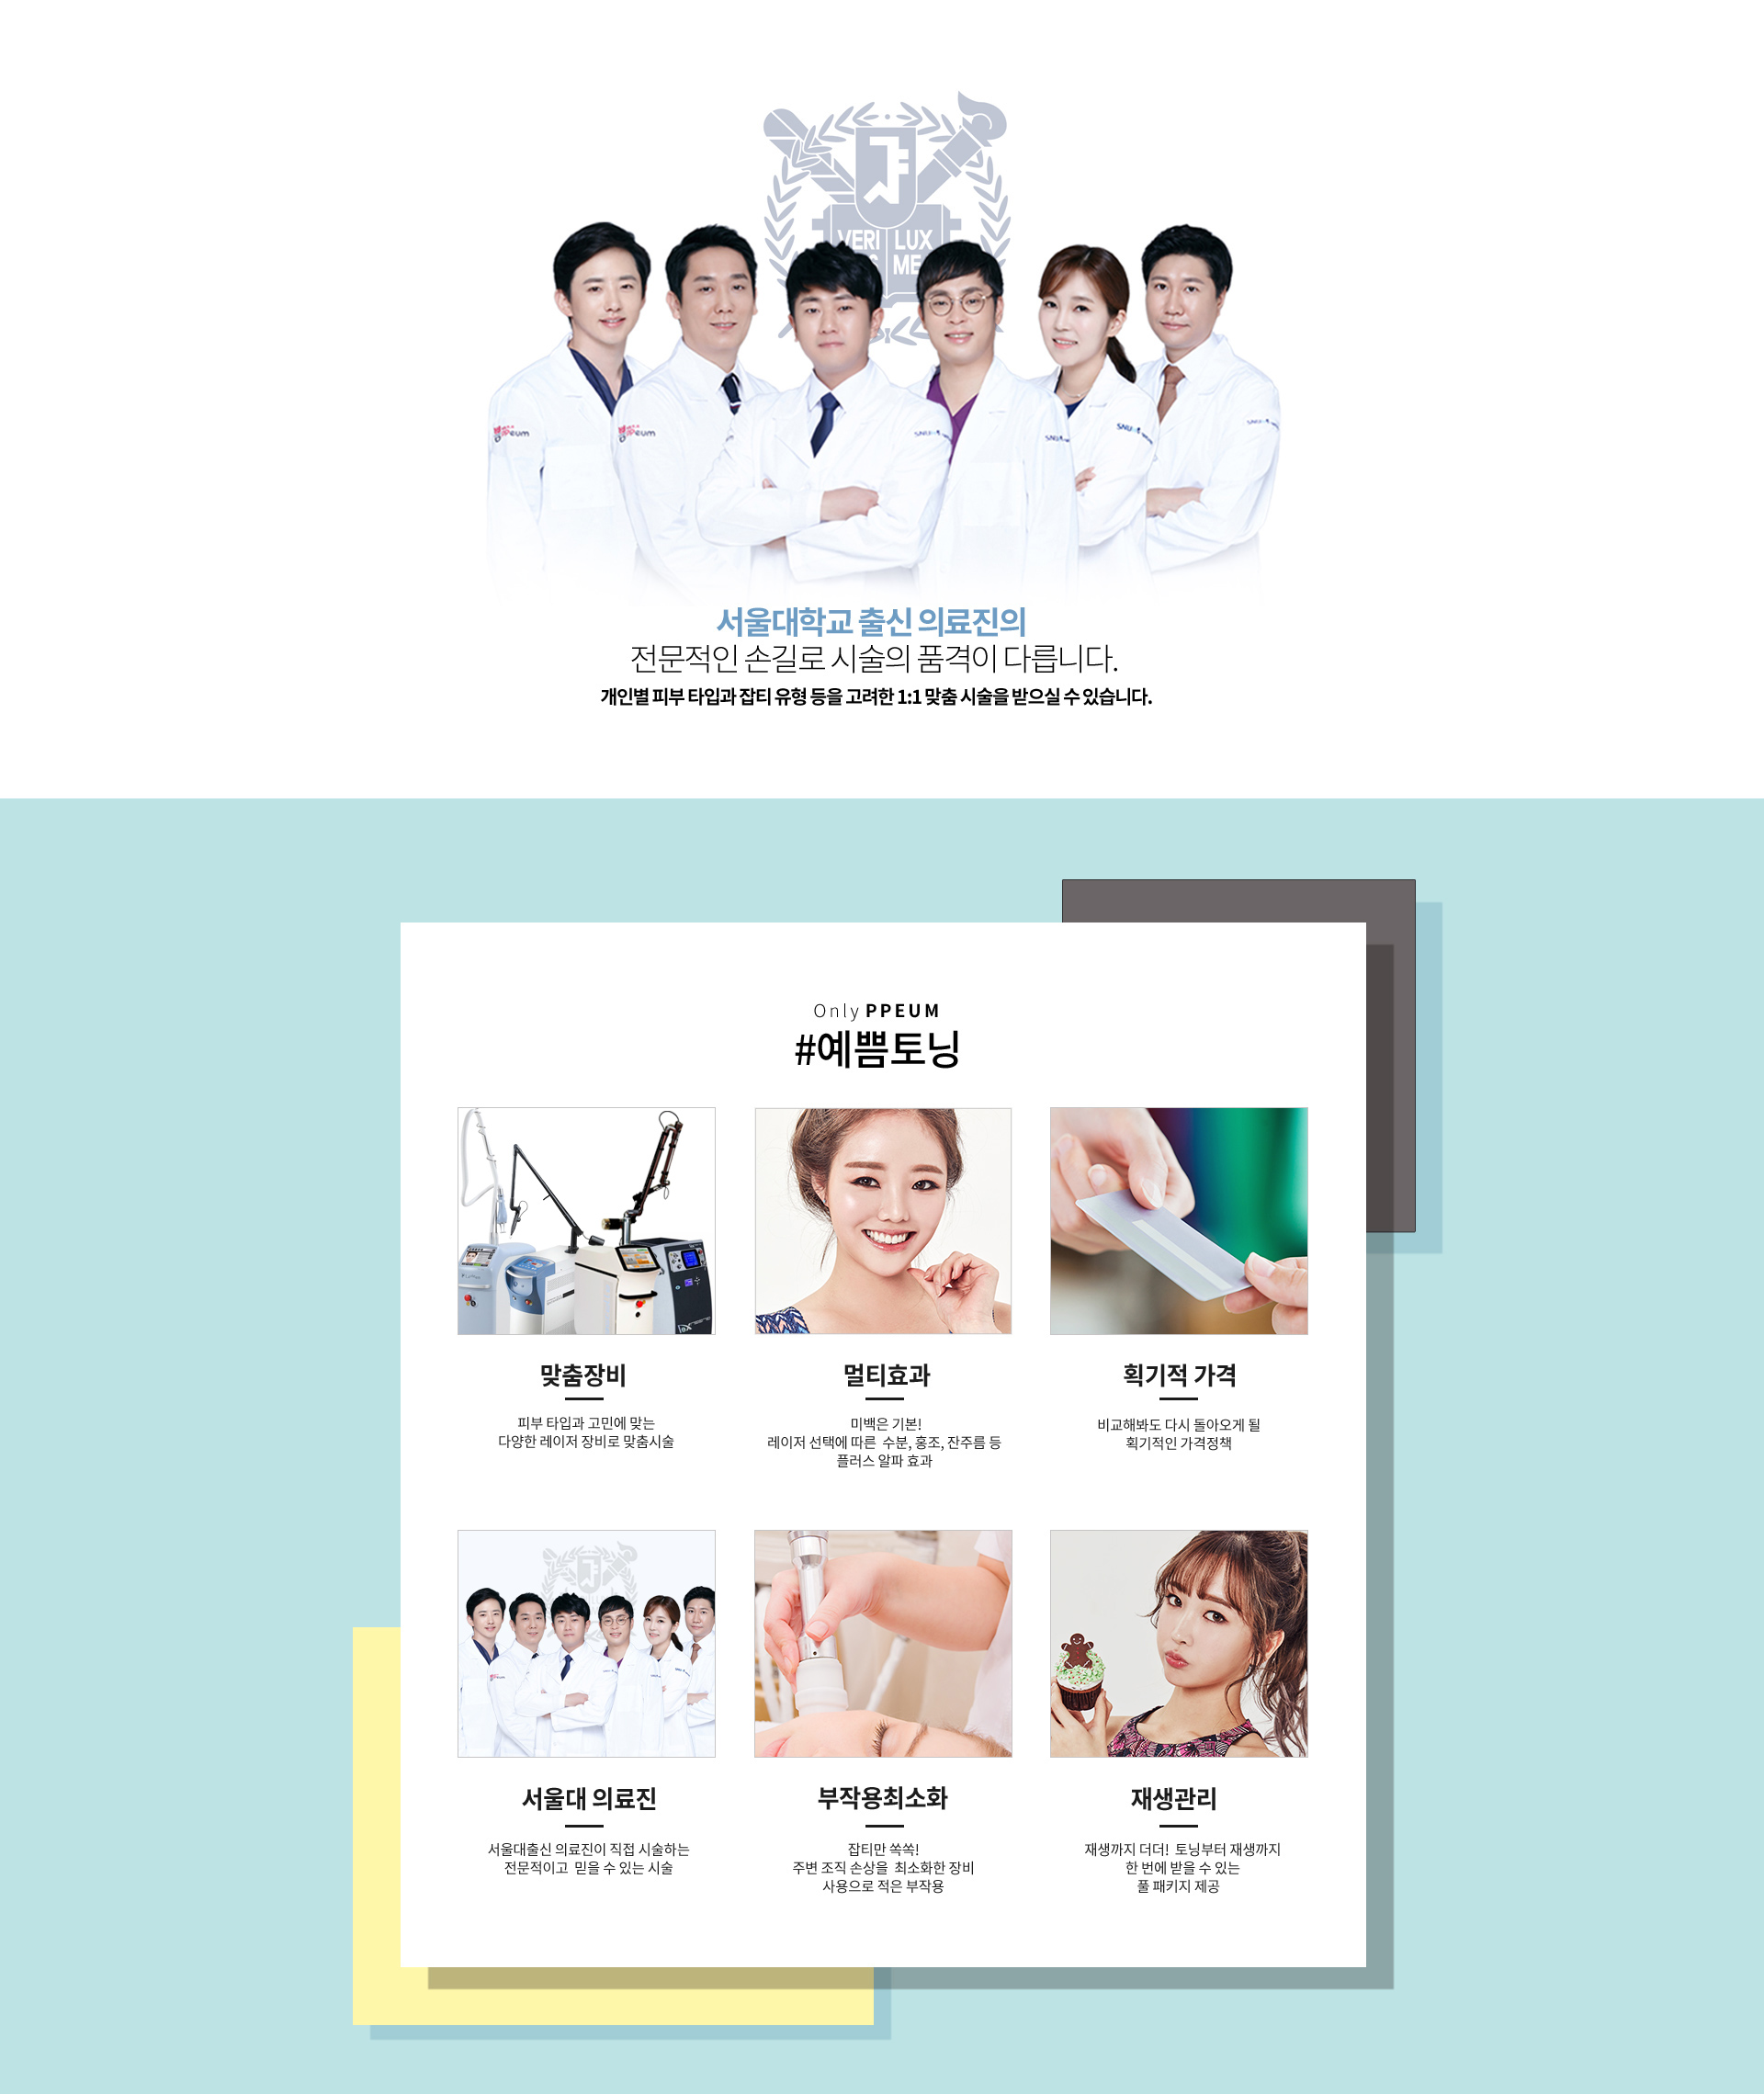 VERI LUX
ME
서울대학교 출신 의료진의
전문적인 손길로 시술의 품격이 다릅니다.
개인별 피부 타입과 잡티 유형 등을 고려한 1:1 맞춤 시술을 받으실 수 있습니다.
Only PPEUM
#예쁨토닝
맞춤장비
피부 타입과 고민에 맞는
다양한 레이저 장비로 맞춤시술
멀티효과
미백은 기본!
레이저 선택에 따른 수분, 홍조, 잔주름 등
플러스 알파 효과
획기적 가격
비교해봐도 다시 돌아오게 될
획기적인 가격정책
서울대 의료진
서울대출신 의료진이 직접 시술하는
전문적이고 믿을 수 있는 시술
부작용최소화
잡티만 쏙쏙!
주변 조직 손상을 최소화한 장비
사용으로 적은 부작용
재생관리
재생까지 더더! 토닝부터 재생까지
한 번에 받을 수 있는
풀 패키지 제공